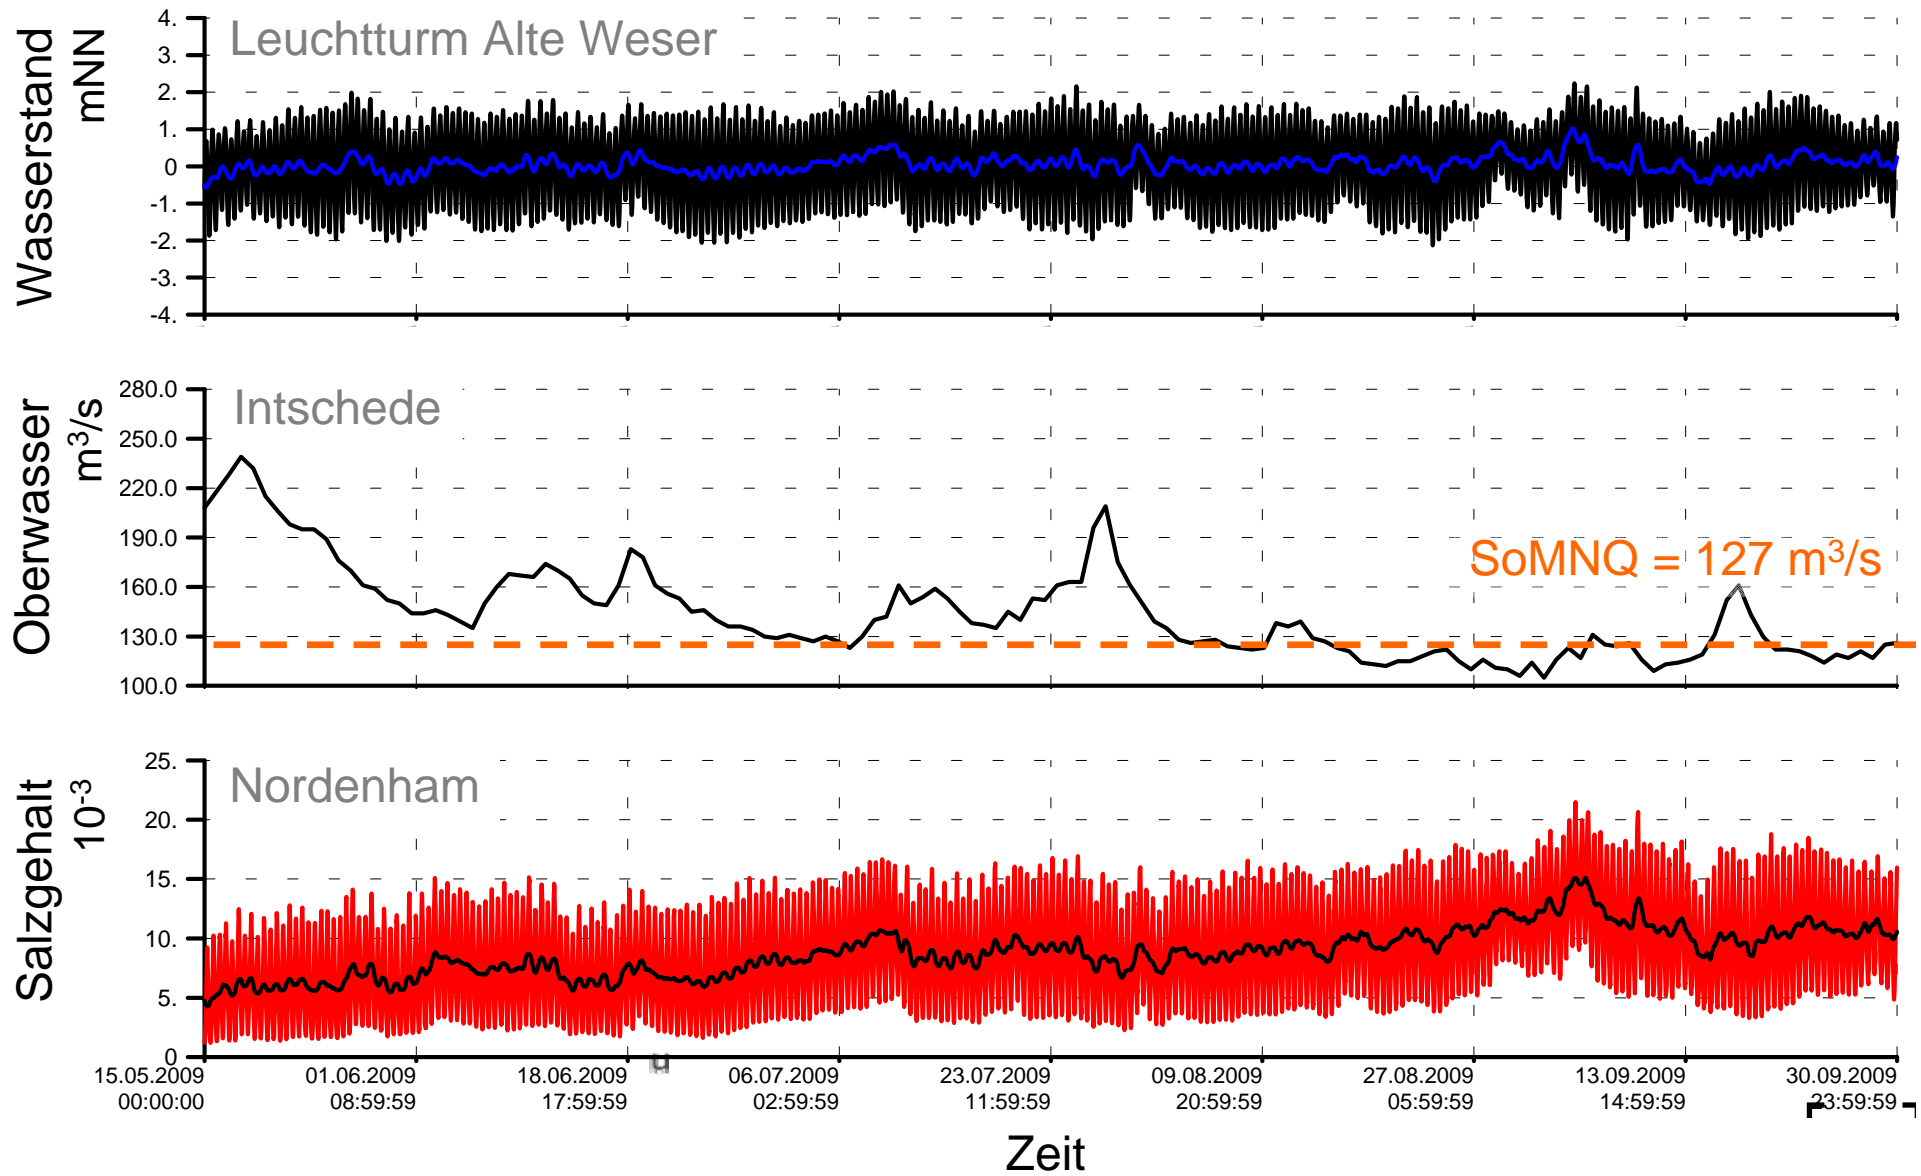 Leuchtturm Alte Weser
Wasserstand
mNN
4.
3.
2.
1.
0
-1.
-2.
-3.
-4.
Intschede
Oberwasser
m³/s
280.0
250.0
220.0
190.0
160.0
130.0
100.0
SoMNQ = 127 m³/s
Nordenham
Salzgehalt
10⁻³
25.
20.
15.
10.
5.
0
15.05.2009 01.06.2009 18.06.2009 06.07.2009 23.07.2009 09.08.2009 27.08.2009 13.09.2009 30.09.2009
00:00:00 08:59:59 17:59:59 02:59:59 11:59:59 20:59:59 05:59:59 14:59:59 23:59:59
Zeit